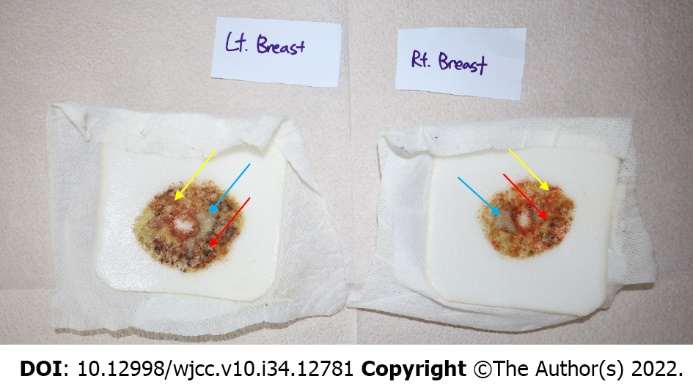 Lt. Breast
Rt. Breast
DOI: 10.12998/wjcc.v10.i34.12781 Copyright ©The Author(s) 2022.